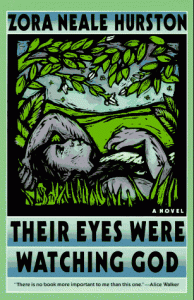 ZORA NEALE HURSTON
A NOVEL
THEIR EYES WERE
WATCHING GOD
"There is no book more important to me than this one." —Alice Walker